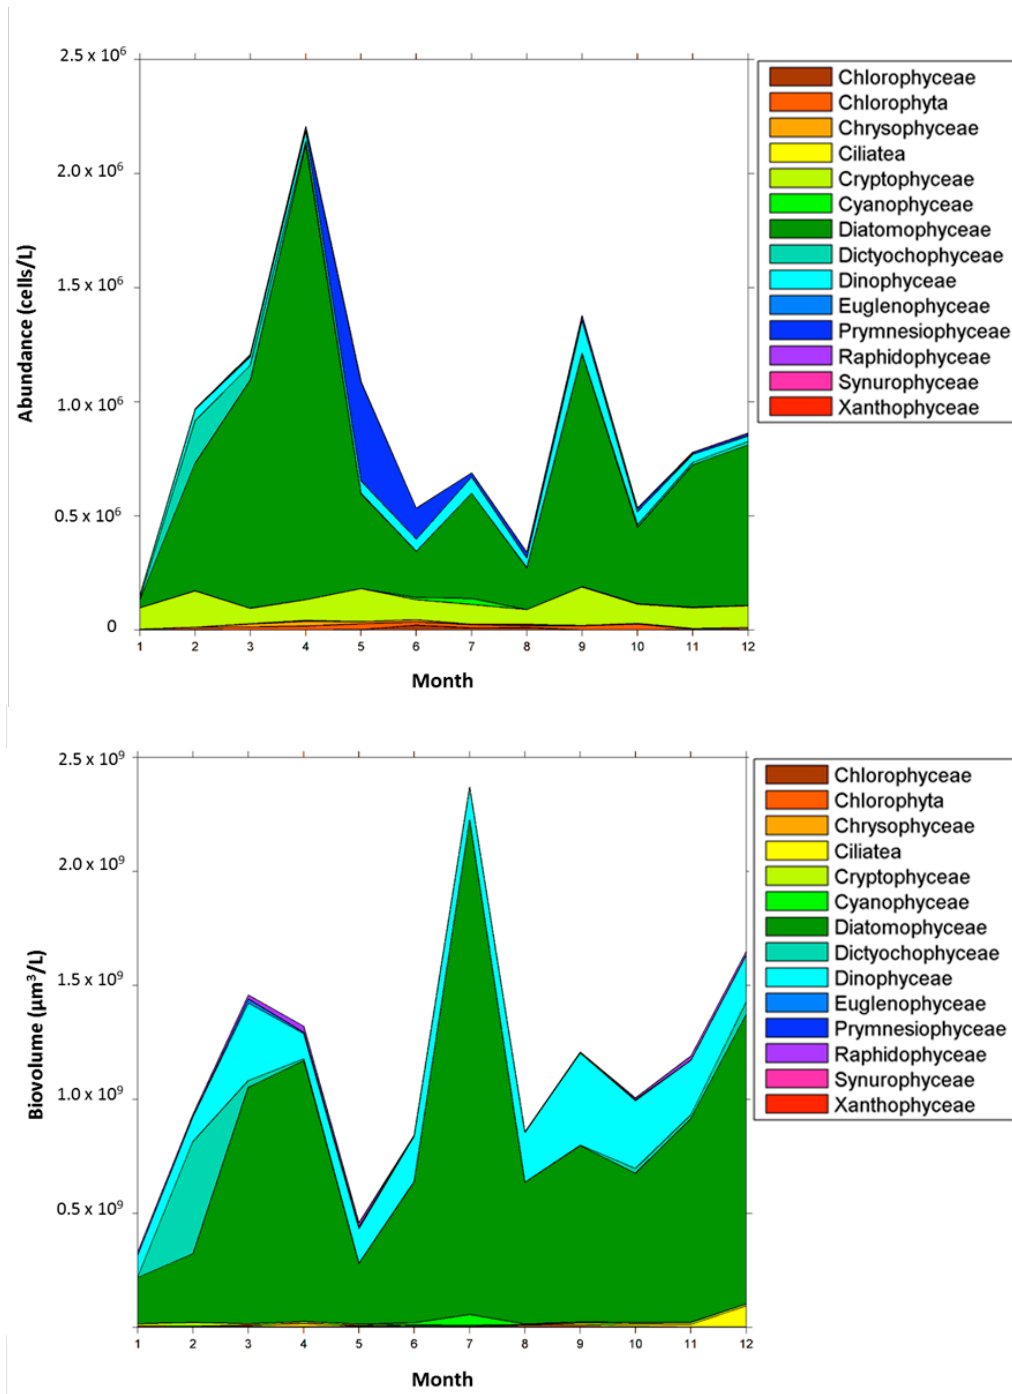 2.5 x 10⁶
2.0 x 10⁶
1.5 x 10⁶
1.0 x 10⁶
0.5 x 10⁶
0
Abundance (cells/L)
1 2 3 4 5 6 7 8 9 10 11 12
Month
Chlorophyceae
Chlorophyta
Chrysophyceae
Ciliatea
Cryptophyceae
Cyanophyceae
Diatomophyceae
Dictyochophyceae
Dinophyceae
Euglenophyceae
Prymnesiophyceae
Raphidophyceae
Synurophyceae
Xanthophyceae
2.5 x 10⁹
2.0 x 10⁹
1.5 x 10⁹
1.0 x 10⁹
0.5 x 10⁹
Biovolume (µm³/L)
1 2 3 4 5 6 7 8 9 10 11 12
Month
Chlorophyceae
Chlorophyta
Chrysophyceae
Ciliatea
Cryptophyceae
Cyanophyceae
Diatomophyceae
Dictyochophyceae
Dinophyceae
Euglenophyceae
Prymnesiophyceae
Raphidophyceae
Synurophyceae
Xanthophyceae